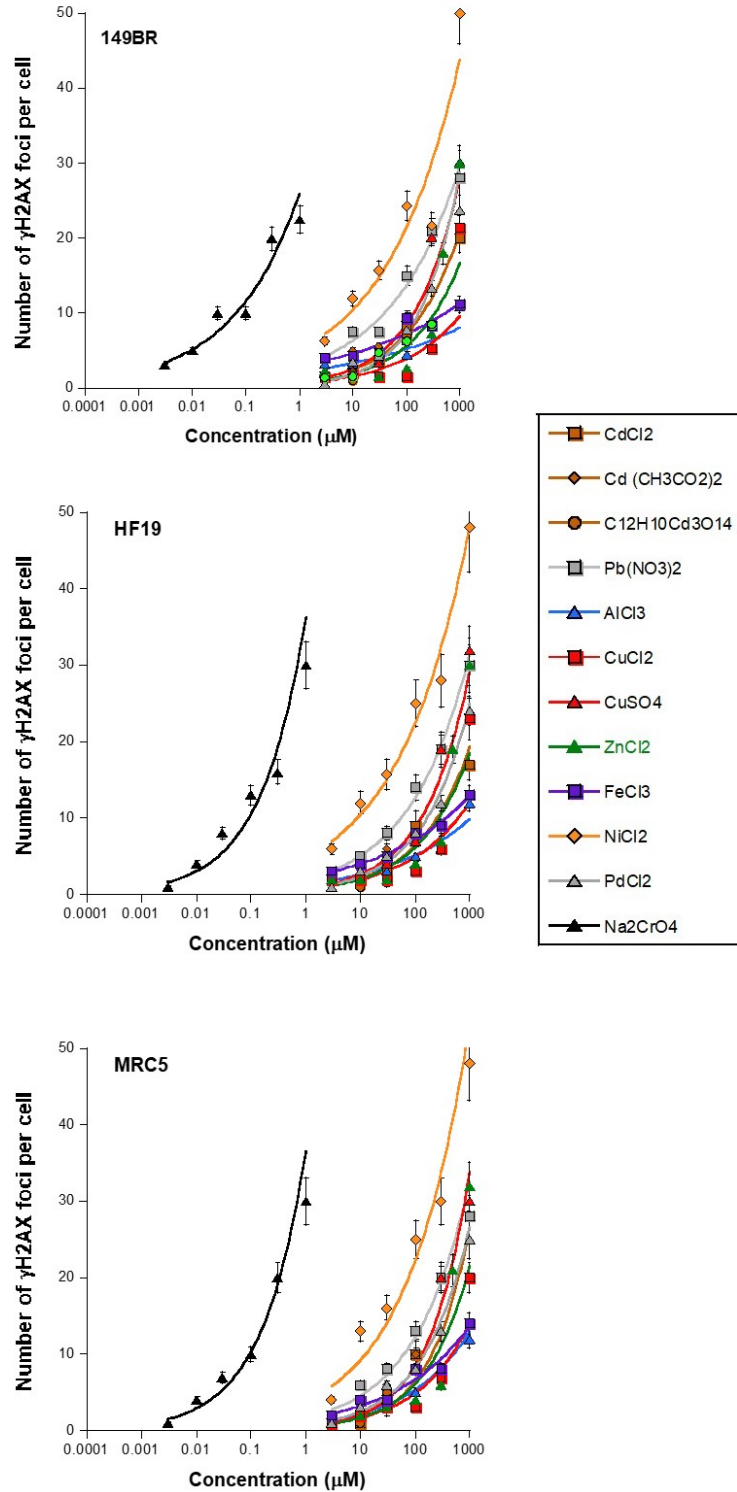 149BR
Number of γH2AX foci per cell
50
40
30
20
10
0
0.0001 0.001 0.01 0.1 1 10 100 1000
Concentration (μM)
HF19
Number of γH2AX foci per cell
50
40
30
20
10
0
0.0001 0.001 0.01 0.1 1 10 100 1000
Concentration (μM)
CdCl2
Cd (CH3CO2)2
C12H10Cd3O14
Pb(NO3)2
AlCl3
CuCl2
CuSO4
ZnCl2
FeCl3
NiCl2
PdCl2
Na2CrO4
MRC5
Number of γH2AX foci per cell
50
40
30
20
10
0
0.0001 0.001 0.01 0.1 1 10 100 1000
Concentration (μM)